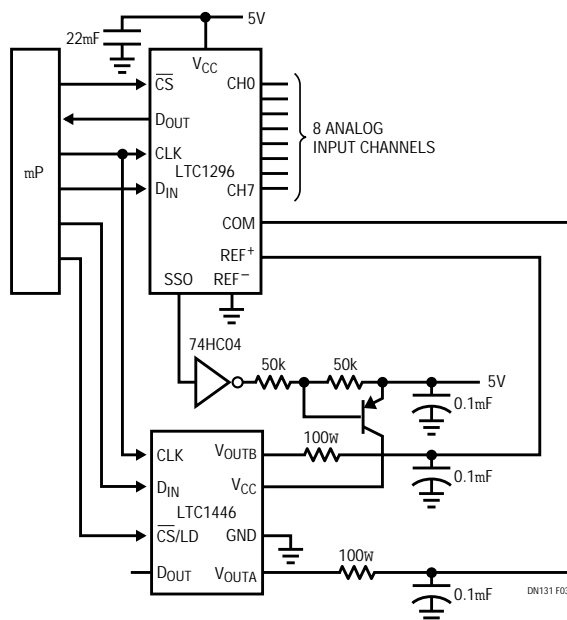 5V
22mF
VCC
CS
CH0
DOUT
8 ANALOG
INPUT CHANNELS
mP
CLK
LTC1296
DIN
CH7
COM
REF+
SSO
REF−
74HC04
50k
50k
5V
0.1mF
100w
CLK
VOUTB
0.1mF
DIN
VCC
LTC1446
CS/LD
GND
100w
DOUT
VOUTA
0.1mF
DN131 F03